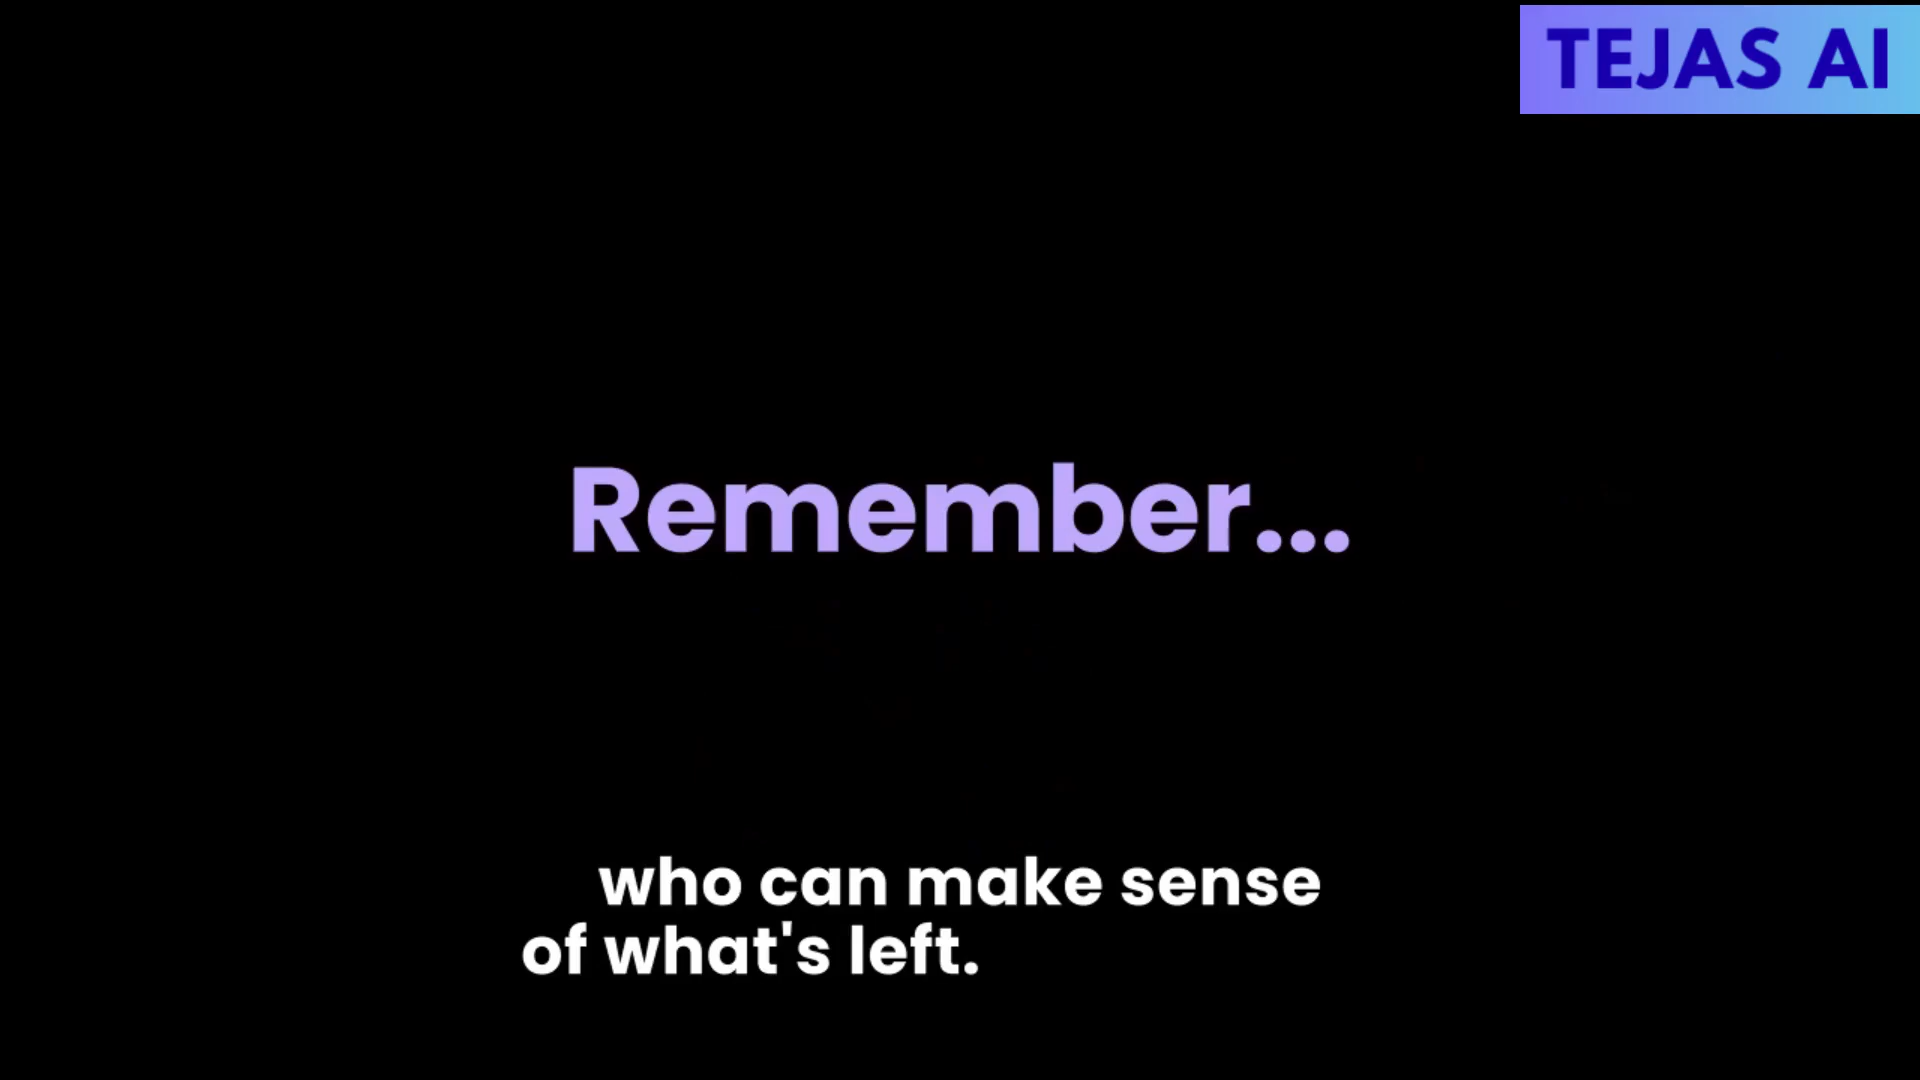 TEJAS AI
Remember...
who can make sense
of what's left.